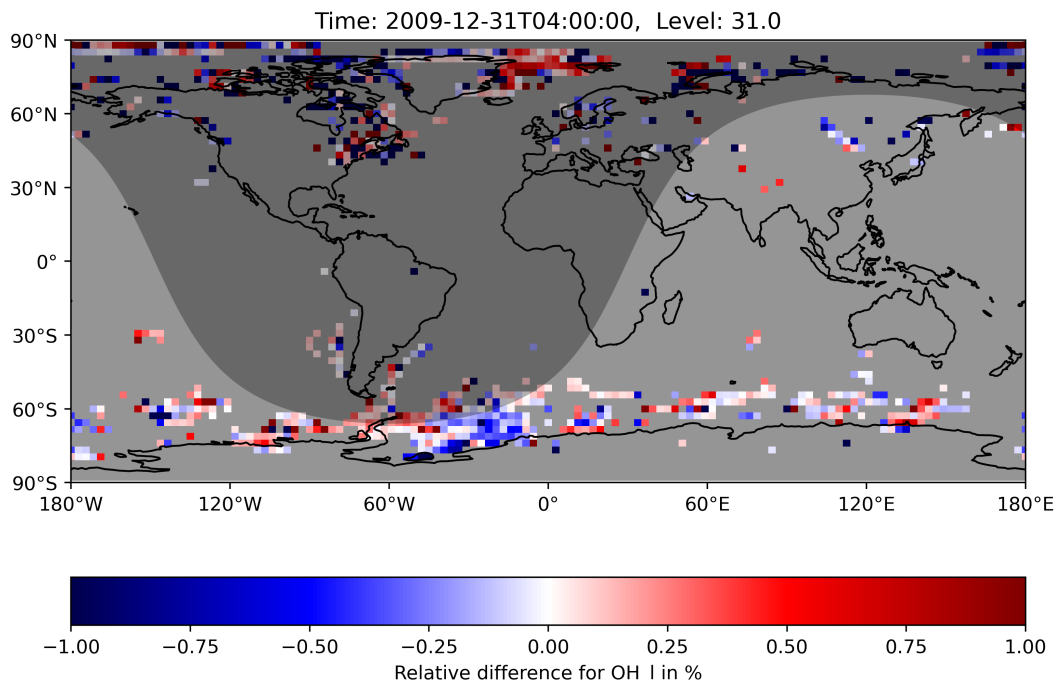 Time: 2009-12-31T04:00:00,  Level: 31.0
90°N
60°N
30°N
0°
30°S
60°S
90°S
180°W 120°W 60°W 0° 60°E 120°E 180°E
−1.00 −0.75 −0.50 −0.25 0.00 0.25 0.50 0.75 1.00
Relative difference for OH_l in %